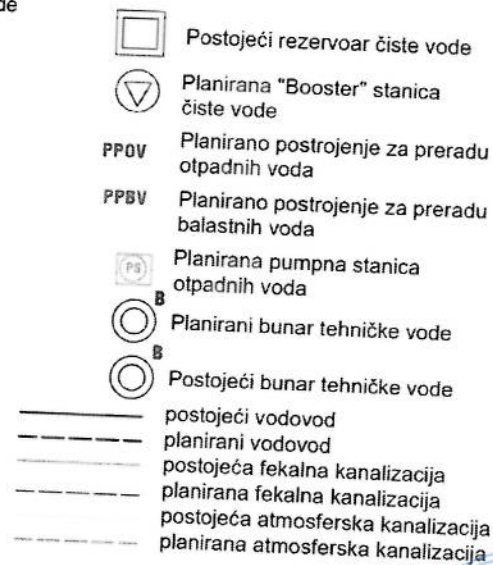 de
Postojeći rezervoar čiste vode
Planirana "Booster" stanica
čiste vode
PPOV Planirano postrojenje za preradu
otpadnih voda
PPBV Planirano postrojenje za preradu
balastnih voda
PS Planirana pumpna stanica
otpadnih voda
B Planirani bunar tehničke vode
B Postojeći bunar tehničke vode
postojeći vodovod
planirani vodovod
postojeća fekalna kanalizacija
planirana fekalna kanalizacija
postojeća atmosferska kanalizacija
planirana atmosferska kanalizacija